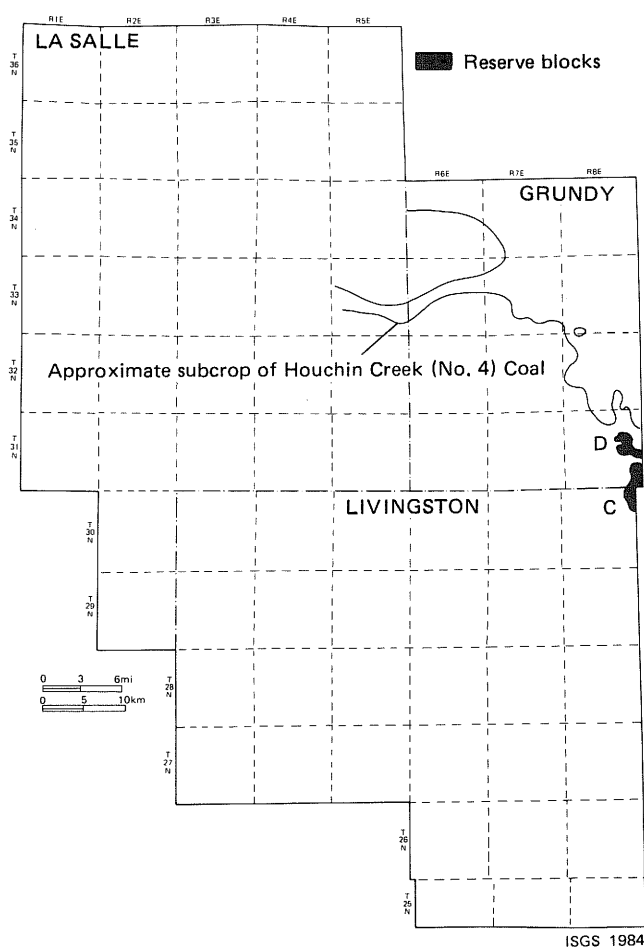 R1E R2E R3E R4E R5E
LA SALLE
T 36 N
Reserve blocks
T 35 N
R6E R7E R8E
GRUNDY
T 34 N
T 33 N
Approximate subcrop of Houchin Creek (No. 4) Coal
T 32 N
T 31 N
D
C
LIVINGSTON
T 30 N
T 29 N
0 3 6mi
0 5 10km
T 28 N
T 27 N
T 26 N
T 25 N
ISGS 1984